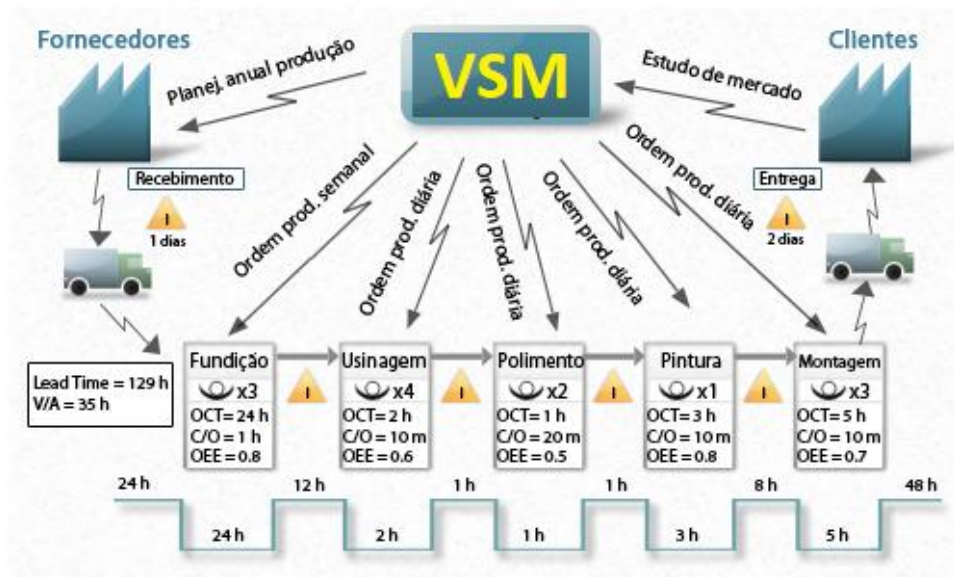 Fornecedores
VSM
Clientes
Planej. anual produção
Estudo de mercado
Recebimento
I
1 dias
Entrega
I
2 dias
Ordem prod. semanal
Ordem prod. diária
Ordem prod. diária
Ordem prod. diária
Ordem prod. diária
Lead Time = 129 h
V/A = 35 h
Fundição
x3
OCT= 24 h
C/O = 1 h
OEE = 0.8
I
Usinagem
x4
OCT= 2 h
C/O = 10 m
OEE = 0.6
I
Polimento
x2
OCT= 1 h
C/O = 20 m
OEE = 0.5
I
Pintura
x1
OCT= 3 h
C/O = 10 m
OEE = 0.8
I
Montagem
x3
OCT= 5 h
C/O = 10 m
OEE = 0.7
24 h 12 h 1 h 1 h 8 h 48 h
24 h 2 h 1 h 3 h 5 h